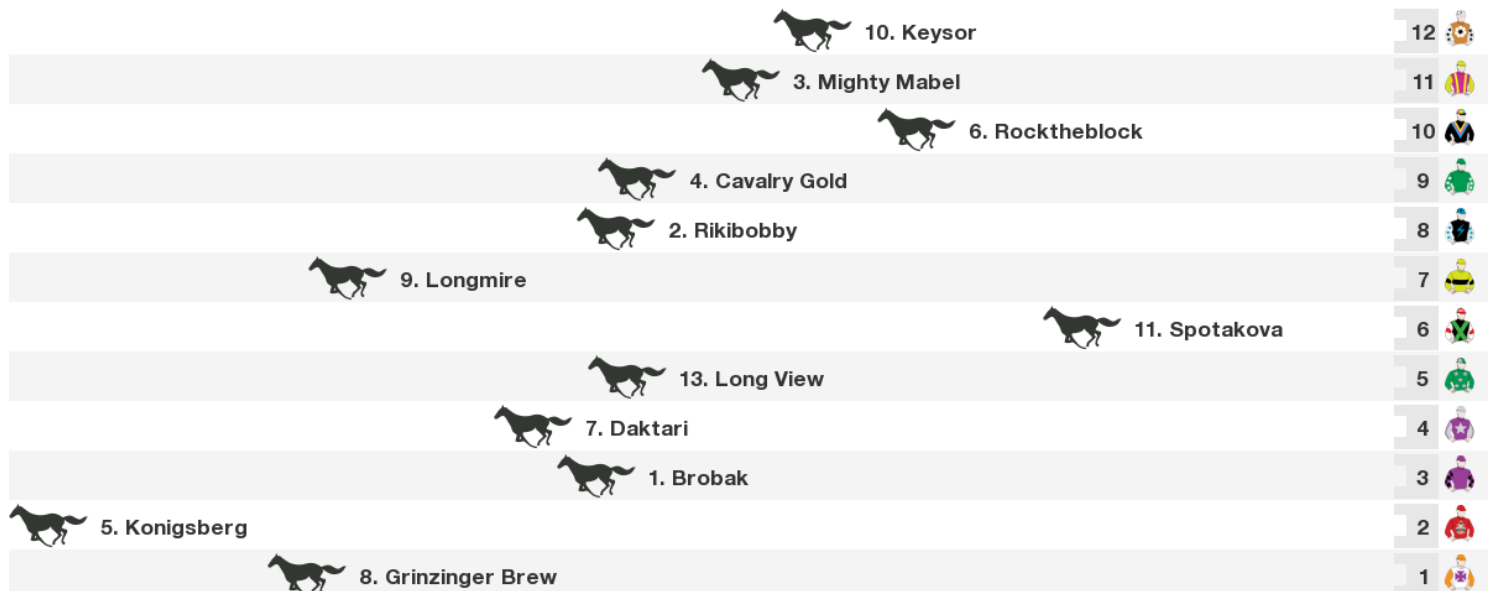 10. Keysor 12
3. Mighty Mabel 11
6. Rocktheblock 10
4. Cavalry Gold 9
2. Rikibobby 8
9. Longmire 7
11. Spotakova 6
13. Long View 5
7. Daktari 4
1. Brobak 3
5. Konigsberg 2
8. Grinzinger Brew 1